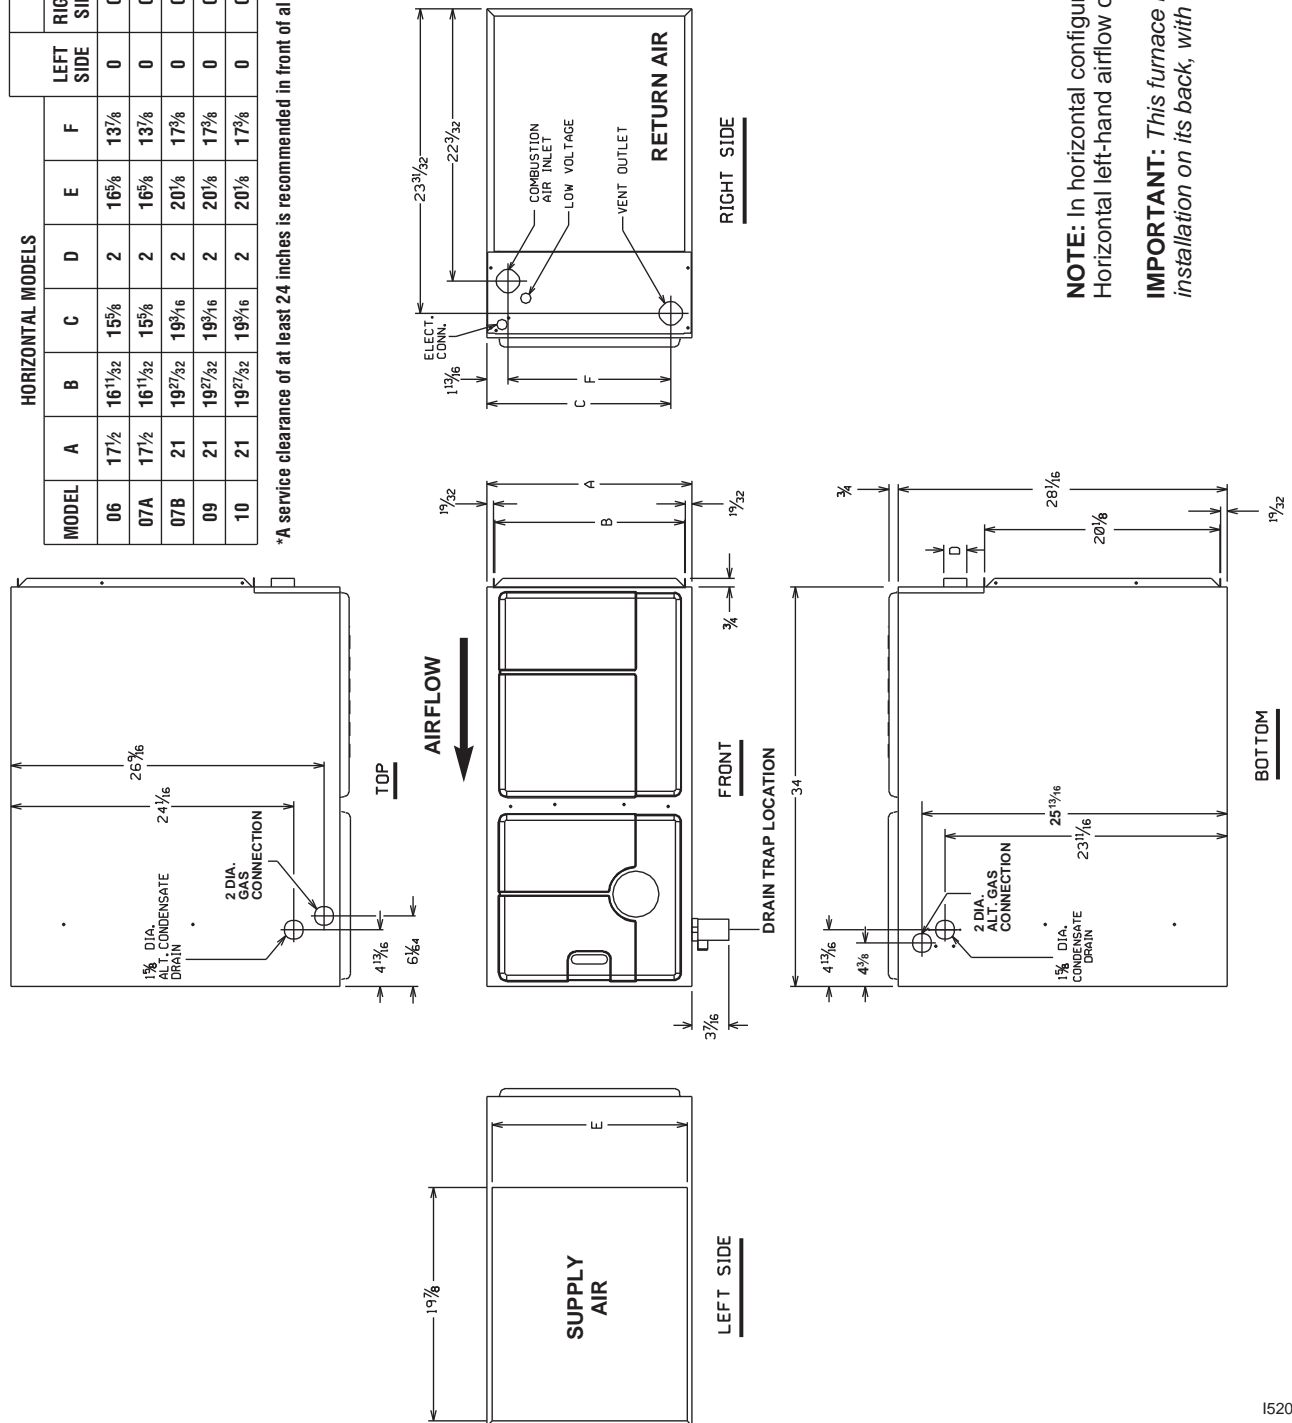 HORIZONTAL MODELS
MODEL A B C D E F LEFT SIDE
06 17½ 16¹¹/₃₂ 15⅝ 2 16⅝ 13⅞ 0
07A 17½ 16¹¹/₃₂ 15⅝ 2 16⅝ 13⅞ 0
07B 21 19²⁷/₃₂ 19³/₁₆ 2 20⅛ 17⅜ 0
09 21 19²⁷/₃₂ 19³/₁₆ 2 20⅛ 17⅜ 0
10 21 19²⁷/₃₂ 19³/₁₆ 2 20⅛ 17⅜ 0
*A service clearance of at least 24 inches is recommended in front of al
26⁹/₁₆
24¹/₁₆
1⅝ DIA.
ALT. CONDENSATE
DRAIN
2 DIA.
GAS
CONNECTION
4¹³/₁₆
6¹/₆₄
TOP
23³¹/₃₂
22³/₃₂
ELECT.
CONN.
COMBUSTION
AIR INLET
LOW VOLTAGE
VENT OUTLET
RETURN AIR
1¹³/₁₆
F
C
RIGHT SIDE
AIRFLOW
19/32
A
B
19/32
¾
3⁷/₁₆
FRONT
DRAIN TRAP LOCATION
19⅞
E
SUPPLY
AIR
LEFT SIDE
34
¾
28¹/₁₆
20⅛
D
19/32
25¹³/₁₆
23¹¹/₁₆
2 DIA.
ALT. GAS
CONNECTION
1⅝ DIA.
CONDENSATE
DRAIN
4¹³/₁₆
4⅜
BOTTOM
NOTE: In horizontal configur
Horizontal left-hand airflow
IMPORTANT: This furnace
installation on its back, with
I520